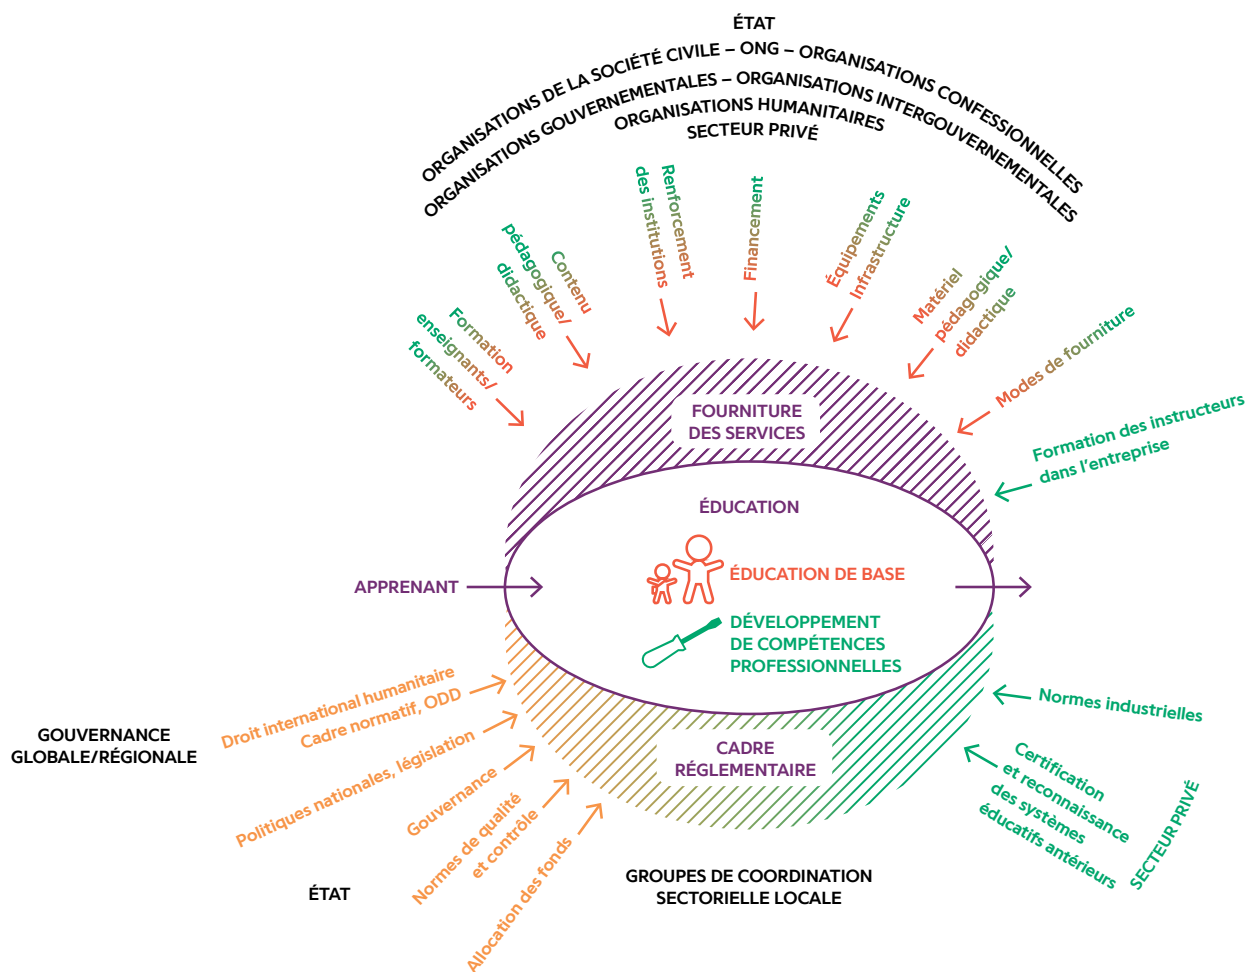 ÉTAT
ORGANISATIONS DE LA SOCIÉTÉ CIVILE – ONG – ORGANISATIONS CONFESSIONNELLES
ORGANISATIONS GOUVERNEMENTALES – ORGANISATIONS INTERGOUVERNEMENTALES
ORGANISATIONS HUMANITAIRES
SECTEUR PRIVÉ
Formation
enseignants/
formateurs
Contenu
pédagogique/
didactique
Renforcement
des institutions
Financement
Équipements
Infrastructure
Matériel
pédagogique/
didactique
Modes de fourniture
Formation des instructeurs
dans l'entreprise
FOURNITURE
DES SERVICES
ÉDUCATION
ÉDUCATION DE BASE
APPRENANT
DÉVELOPPEMENT
DE COMPÉTENCES
PROFESSIONNELLES
CADRE
RÉGLEMENTAIRE
GOUVERNANCE
GLOBALE/RÉGIONALE
Droit international humanitaire
Cadre normatif, ODD
Politiques nationales, législation
Gouvernance
Normes de qualité
et contrôle
Allocation des fonds
ÉTAT
GROUPES DE COORDINATION
SECTORIELLE LOCALE
Normes industrielles
Certification
et reconnaissance
des systèmes
éducatifs antérieurs
SECTEUR PRIVÉ